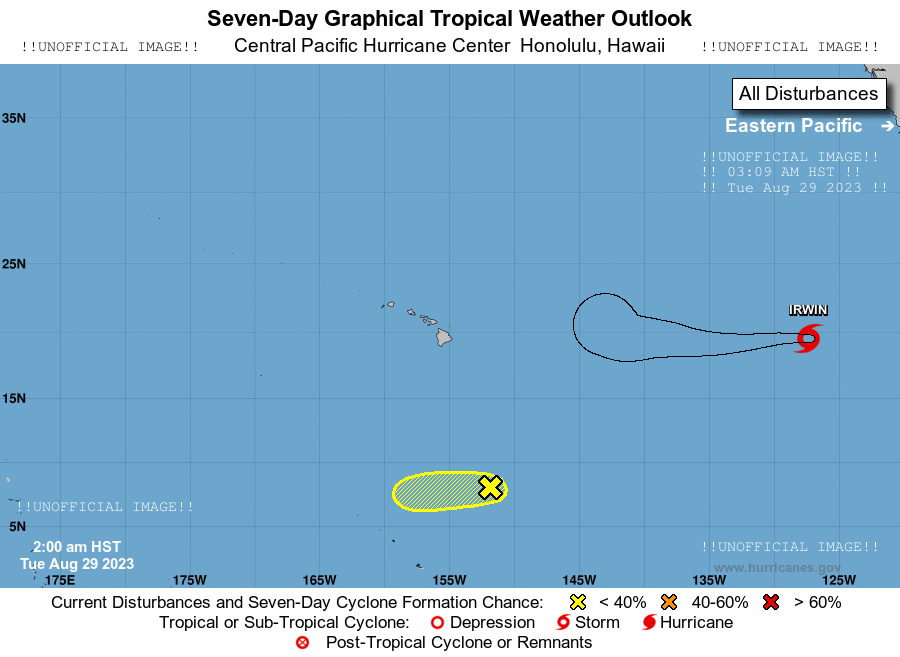 Seven-Day Graphical Tropical Weather Outlook
!!UNOFFICIAL IMAGE!! Central Pacific Hurricane Center Honolulu, Hawaii !!UNOFFICIAL IMAGE!!
All Disturbances
35N
Eastern Pacific →
!!UNOFFICIAL IMAGE!!
!! 03:09 AM HST !!
!! Tue Aug 29 2023 !!
25N
IRWIN
15N
!!UNOFFICIAL IMAGE!!
5N
2:00 am HST
Tue Aug 29 2023
!!UNOFFICIAL IMAGE!!
www.hurricanes.gov
175E 175W 165W 155W 145W 135W 125W
Current Disturbances and Seven-Day Cyclone Formation Chance: < 40% 40-60% > 60%
Tropical or Sub-Tropical Cyclone: Depression Storm Hurricane
Post-Tropical Cyclone or Remnants